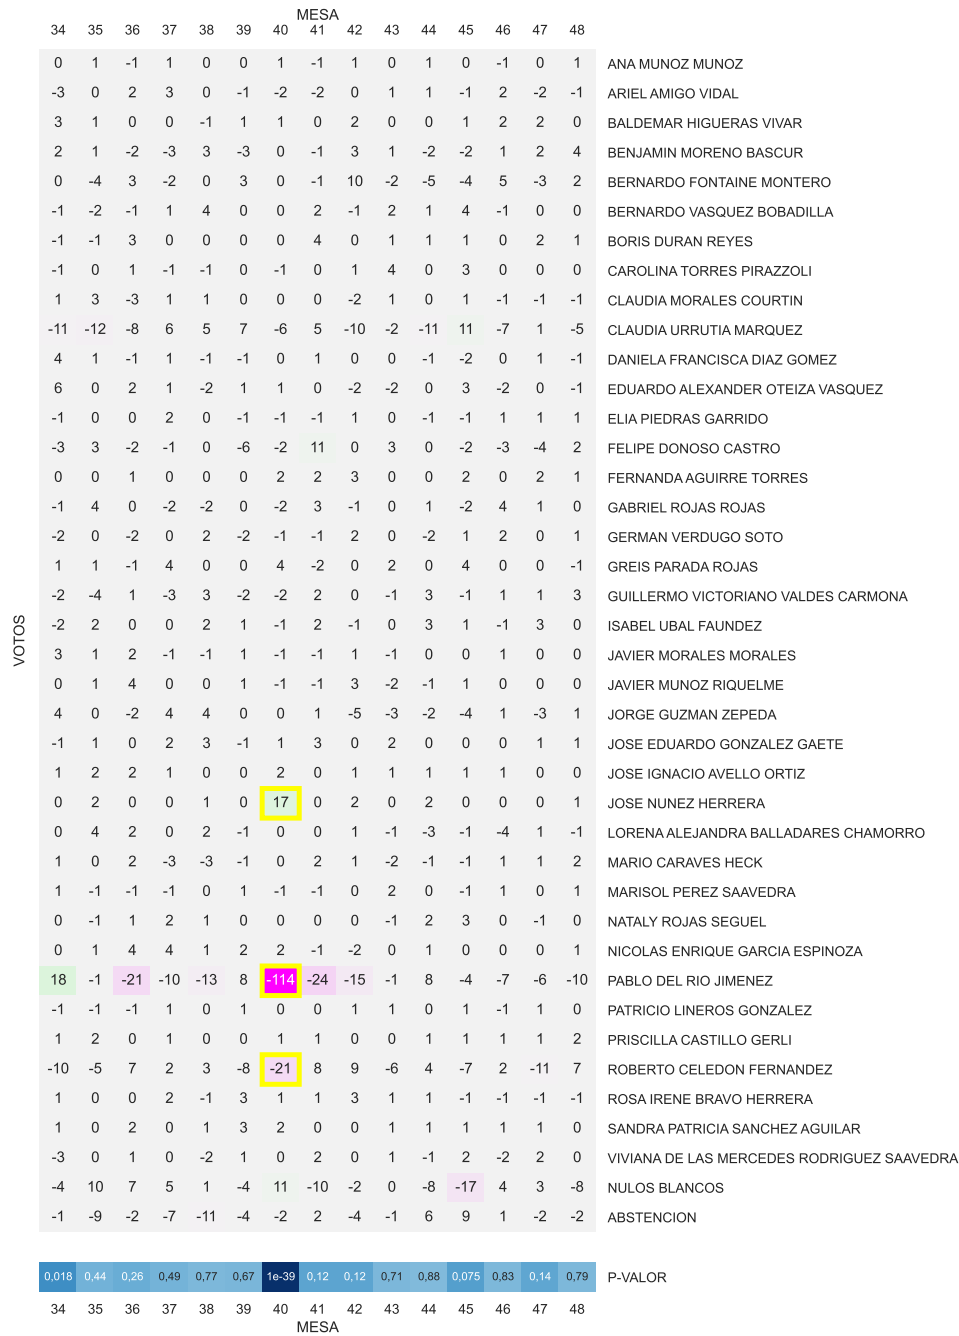 MESA
34 35 36 37 38 39 40 41 42 43 44 45 46 47 48
0 1 -1 1 0 0 1 -1 1 0 1 0 -1 0 1 ANA MUNOZ MUNOZ
-3 0 2 3 0 -1 -2 -2 0 1 1 -1 2 -2 -1 ARIEL AMIGO VIDAL
3 1 0 0 -1 1 1 0 2 0 0 1 2 2 0 BALDEMAR HIGUERAS VIVAR
2 1 -2 -3 3 -3 0 -1 3 1 -2 -2 1 2 4 BENJAMIN MORENO BASCUR
0 -4 3 -2 0 3 0 -1 10 -2 -5 -4 5 -3 2 BERNARDO FONTAINE MONTERO
-1 -2 -1 1 4 0 0 2 -1 2 1 4 -1 0 0 BERNARDO VASQUEZ BOBADILLA
-1 -1 3 0 0 0 0 4 0 1 1 1 0 2 1 BORIS DURAN REYES
-1 0 1 -1 -1 0 -1 0 1 4 0 3 0 0 0 CAROLINA TORRES PIRAZZOLI
1 3 -3 1 1 0 0 0 -2 1 0 1 -1 -1 -1 CLAUDIA MORALES COURTIN
-11 -12 -8 6 5 7 -6 5 -10 -2 -11 11 -7 1 -5 CLAUDIA URRUTIA MARQUEZ
4 1 -1 1 -1 -1 0 1 0 0 -1 -2 0 1 -1 DANIELA FRANCISCA DIAZ GOMEZ
6 0 2 1 -2 1 1 0 -2 -2 0 3 -2 0 -1 EDUARDO ALEXANDER OTEIZA VASQUEZ
-1 0 0 2 0 -1 -1 -1 1 0 -1 -1 1 1 1 ELIA PIEDRAS GARRIDO
-3 3 -2 -1 0 -6 -2 11 0 3 0 -2 -3 -4 2 FELIPE DONOSO CASTRO
0 0 1 0 0 0 2 2 3 0 0 2 0 2 1 FERNANDA AGUIRRE TORRES
-1 4 0 -2 -2 0 -2 3 -1 0 1 -2 4 1 0 GABRIEL ROJAS ROJAS
-2 0 -2 0 2 -2 -1 -1 2 0 -2 1 2 0 1 GERMAN VERDUGO SOTO
1 1 -1 4 0 0 4 -2 0 2 0 4 0 0 -1 GREIS PARADA ROJAS
-2 -4 1 -3 3 -2 -2 2 0 -1 3 -1 1 1 3 GUILLERMO VICTORIANO VALDES CARMONA
-2 2 0 0 2 1 -1 2 -1 0 3 1 -1 3 0 ISABEL UBAL FAUNDEZ
VOTOS
3 1 2 -1 -1 1 -1 -1 1 -1 0 0 1 0 0 JAVIER MORALES MORALES
0 1 4 0 0 1 -1 -1 3 -2 -1 1 0 0 0 JAVIER MUNOZ RIQUELME
4 0 -2 4 4 0 0 1 -5 -3 -2 -4 1 -3 1 JORGE GUZMAN ZEPEDA
-1 1 0 2 3 -1 1 3 0 2 0 0 0 1 1 JOSE EDUARDO GONZALEZ GAETE
1 2 2 1 0 0 2 0 1 1 1 1 1 0 0 JOSE IGNACIO AVELLO ORTIZ
0 2 0 0 1 0 17 0 2 0 2 0 0 0 1 JOSE NUNEZ HERRERA
0 4 2 0 2 -1 0 0 1 -1 -3 -1 -4 1 -1 LORENA ALEJANDRA BALLADARES CHAMORRO
1 0 2 -3 -3 -1 0 2 1 -2 -1 -1 1 1 2 MARIO CARAVES HECK
1 -1 -1 -1 0 1 -1 -1 0 2 0 -1 1 0 1 MARISOL PEREZ SAAVEDRA
0 -1 1 2 1 0 0 0 0 -1 2 3 0 -1 0 NATALY ROJAS SEGUEL
0 1 4 4 1 2 2 -1 -2 0 1 0 0 0 1 NICOLAS ENRIQUE GARCIA ESPINOZA
18 -1 -21 -10 -13 8 -114 -24 -15 -1 8 -4 -7 -6 -10 PABLO DEL RIO JIMENEZ
-1 -1 -1 1 0 1 0 0 1 1 0 1 -1 1 0 PATRICIO LINEROS GONZALEZ
1 2 0 1 0 0 1 1 0 0 1 1 1 1 2 PRISCILLA CASTILLO GERLI
-10 -5 7 2 3 -8 -21 8 9 -6 4 -7 2 -11 7 ROBERTO CELEDON FERNANDEZ
1 0 0 2 -1 3 1 1 3 1 1 -1 -1 -1 -1 ROSA IRENE BRAVO HERRERA
1 0 2 0 1 3 2 0 0 1 1 1 1 1 0 SANDRA PATRICIA SANCHEZ AGUILAR
-3 0 1 0 -2 1 0 2 0 1 -1 2 -2 2 0 VIVIANA DE LAS MERCEDES RODRIGUEZ SAAVEDRA
-4 10 7 5 1 -4 11 -10 -2 0 -8 -17 4 3 -8 NULOS BLANCOS
-1 -9 -2 -7 -11 -4 -2 2 -4 -1 6 9 1 -2 -2 ABSTENCION
0,018 0,44 0,26 0,49 0,77 0,67 1e-39 0,12 0,12 0,71 0,88 0,075 0,83 0,14 0,79 P-VALOR
34 35 36 37 38 39 40 41 42 43 44 45 46 47 48
MESA